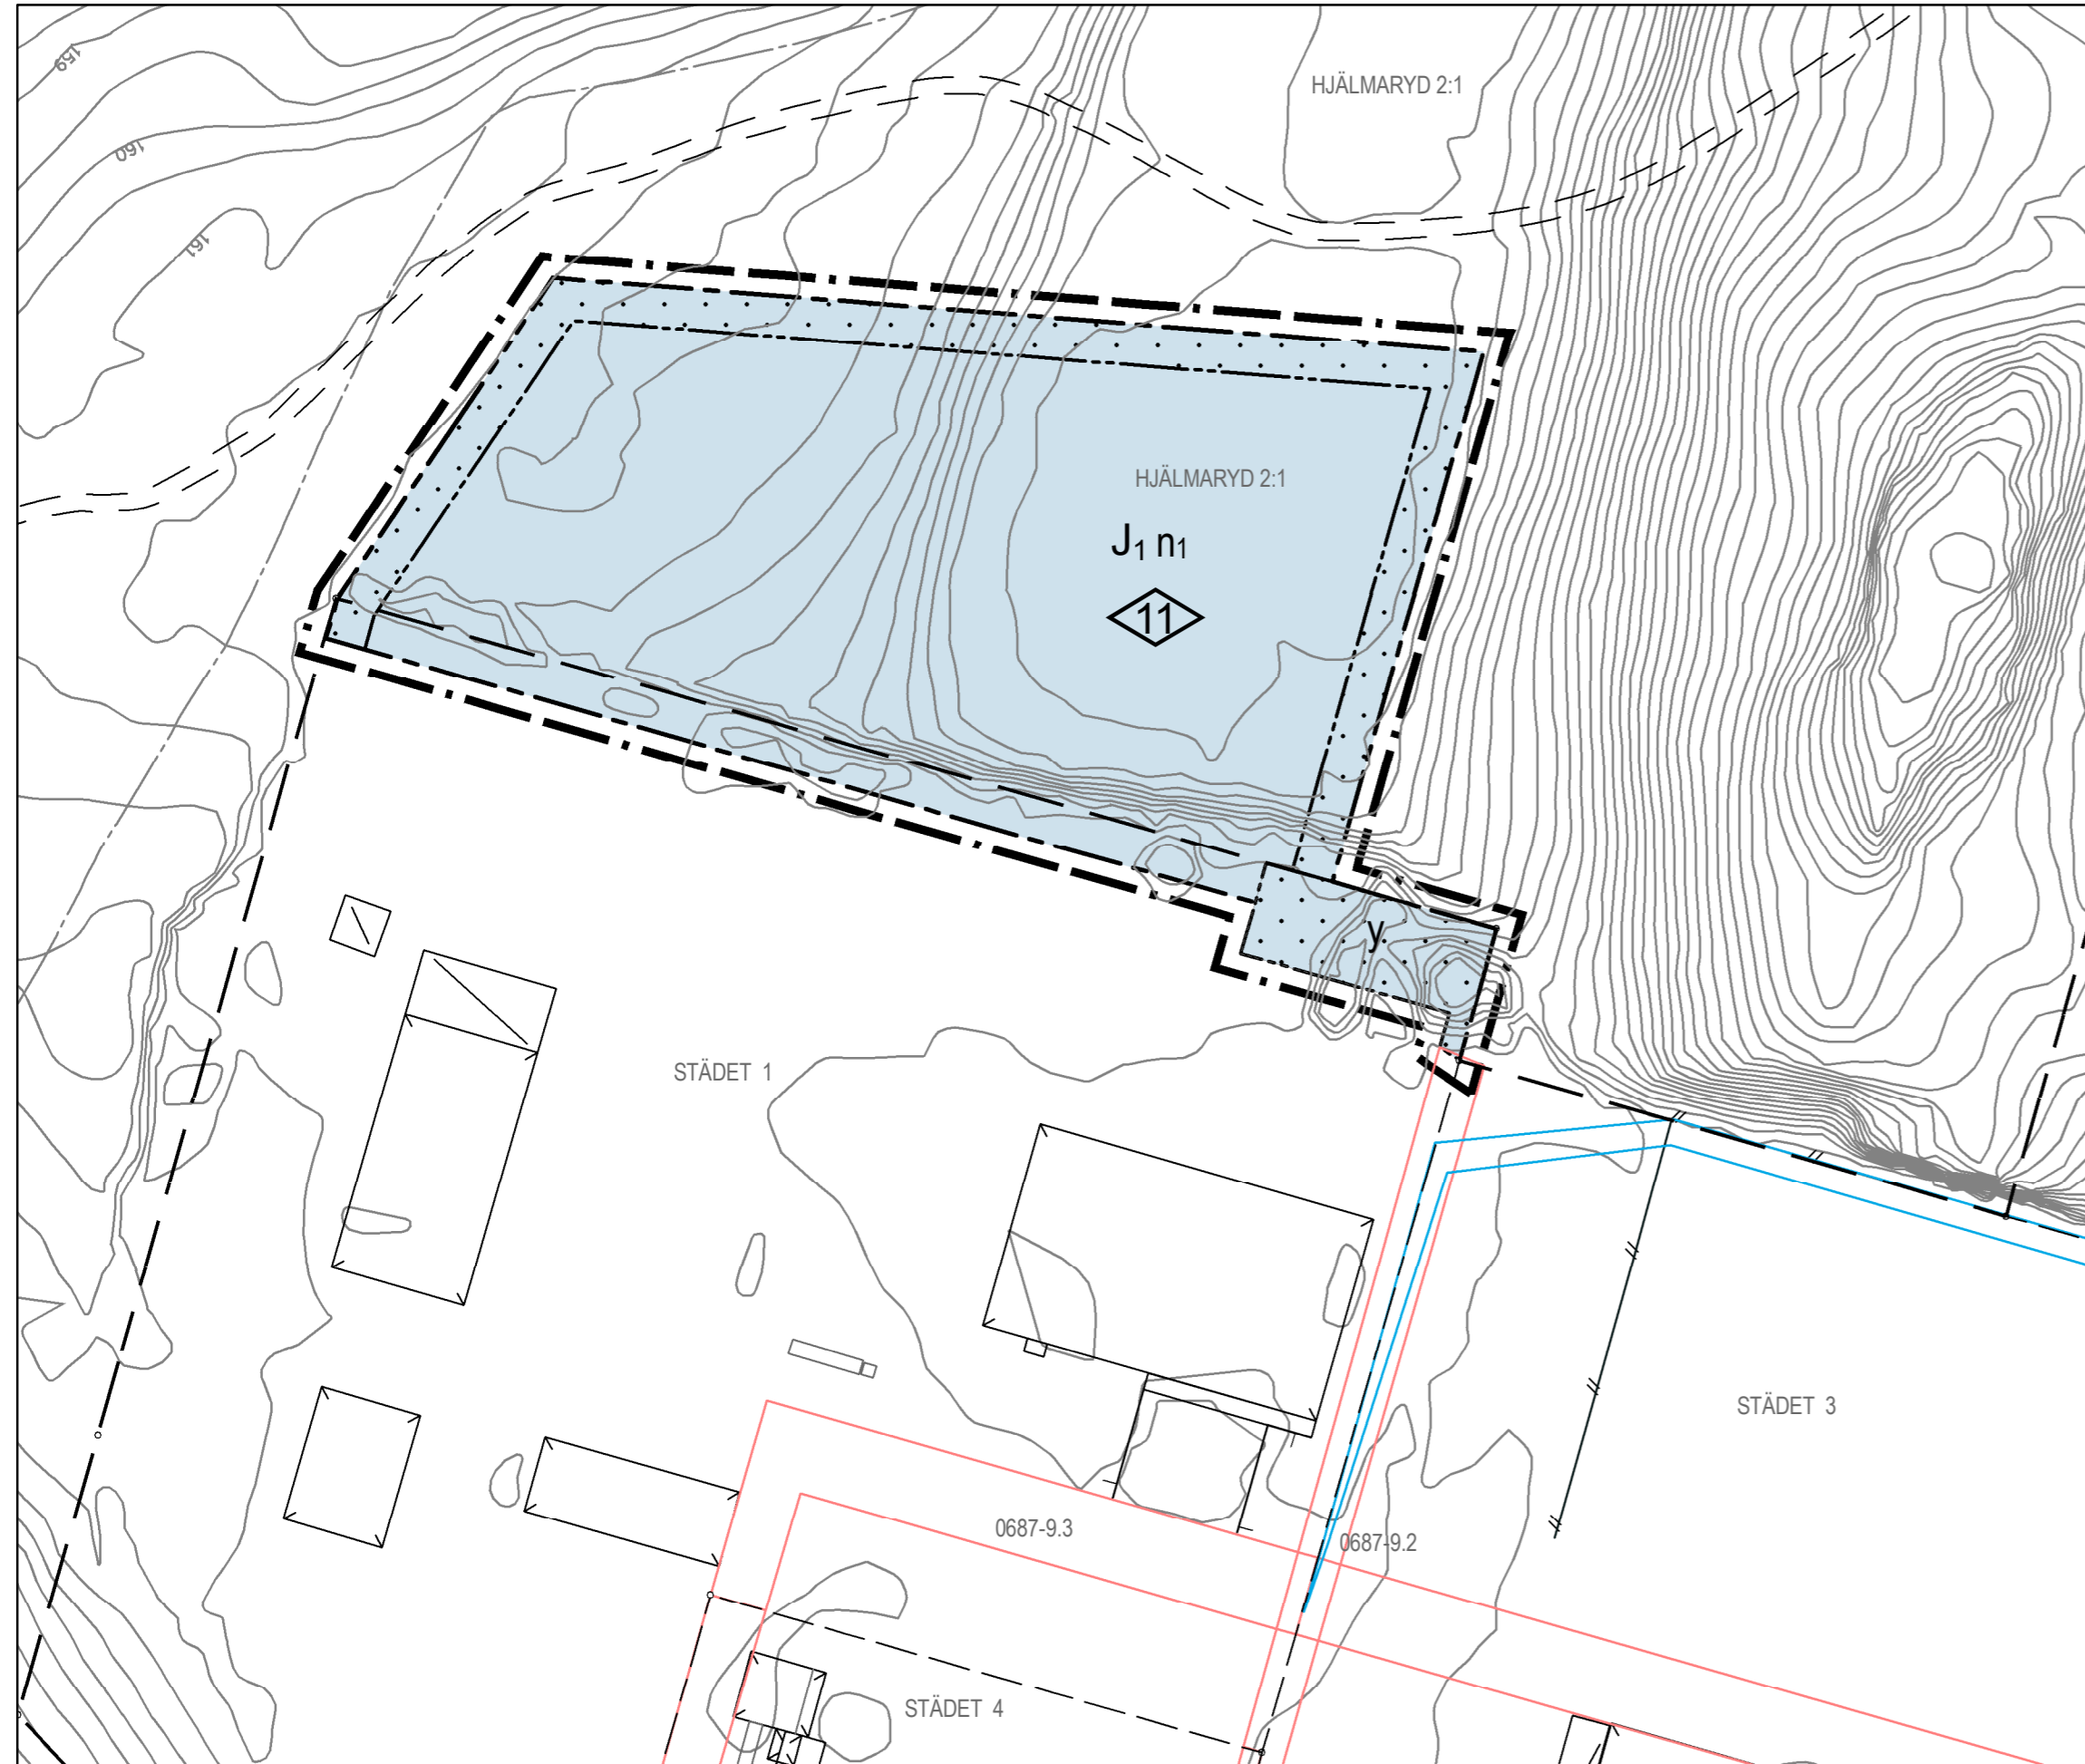 159
HJÄLMARYD 2:1
160
161
HJÄLMARYD 2:1
J₁ n₁
11
y
STÄDET 1
STÄDET 3
0687-9.3
0687-9.2
STÄDET 4